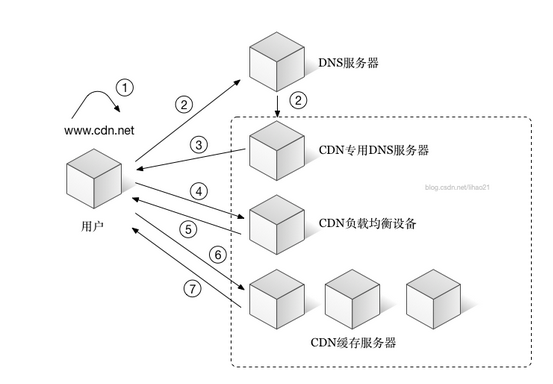 ①
②
DNS服务器
②
www.cdn.net
③
CDN专用DNS服务器
blog.csdn.net/lihao21
④
用户
CDN负载均衡设备
⑤
⑥
⑦
CDN缓存服务器